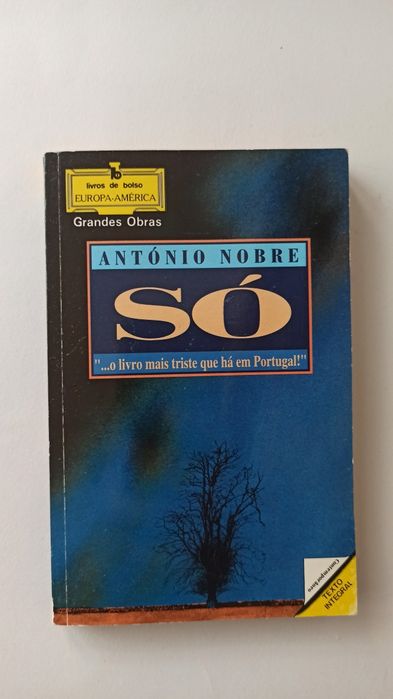 livros de bolso
EUROPA-AMÉRICA
Grandes Obras
ANTÓNIO NOBRE
SÓ
"...o livro mais triste que há em Portugal!"
TEXTO
INTEGRAL